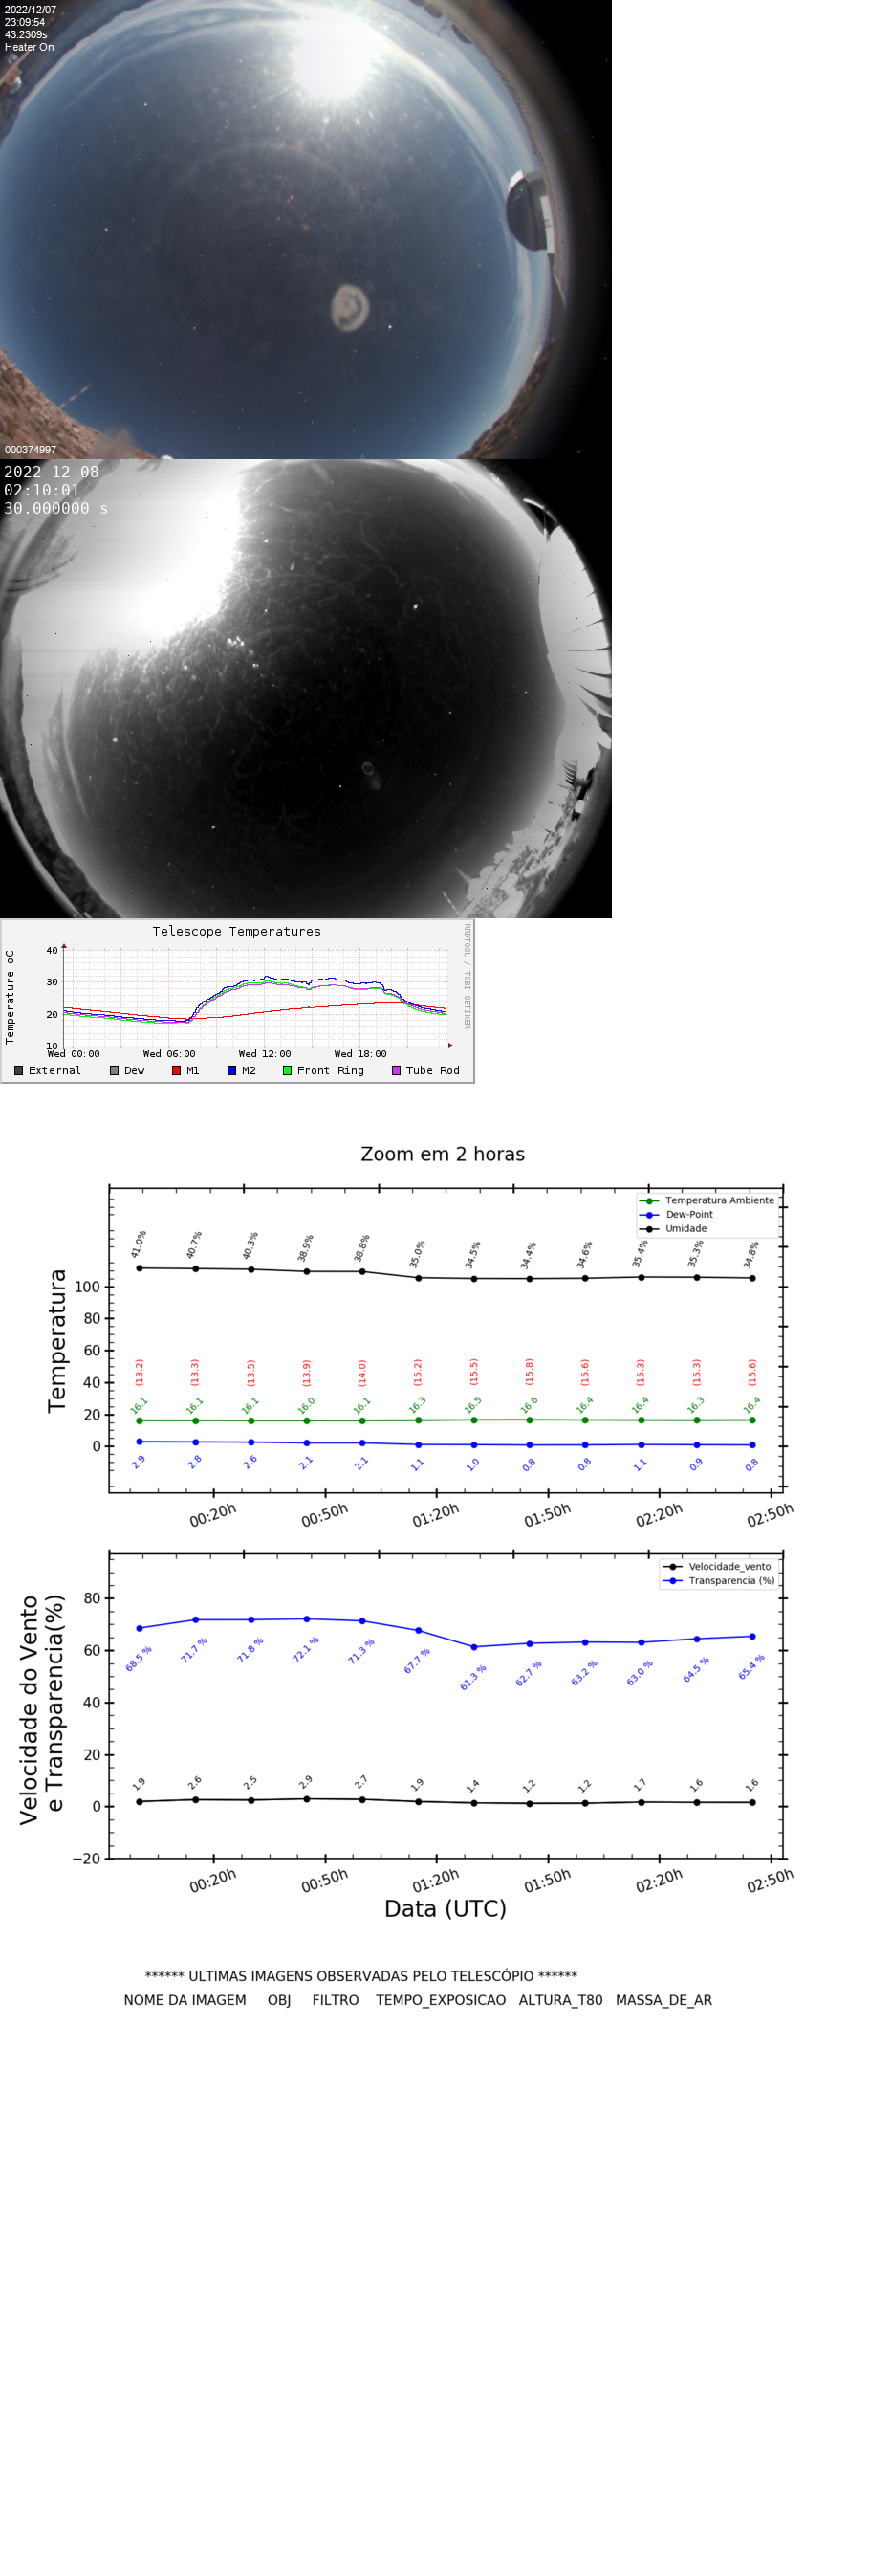 2022/12/07
23:09:54
43.2309s
Heater On
000374997
2022-12-08
02:10:01
30.000000 s
Telescope Temperatures
RRDTOOL / TOBI OETIKER
Temperature oC
40
30
20
10
Wed 00:00 Wed 06:00 Wed 12:00 Wed 18:00
External Dew M1 M2 Front Ring Tube Rod
Zoom em 2 horas
Temperatura Ambiente
Dew-Point
Umidade
41.0% 40.7% 40.3% 38.9% 38.8% 35.0% 34.5% 34.4% 34.6% 35.4% 35.3% 34.8%
Temperatura
100
80
60
40
20
0
(13.2) (13.3) (13.5) (13.9) (14.0) (15.2) (15.5) (15.8) (15.6) (15.3) (15.3) (15.6)
16.1 16.1 16.1 16.0 16.1 16.3 16.5 16.6 16.4 16.4 16.3 16.4
2.9 2.8 2.6 2.1 2.1 1.1 1.0 0.8 0.8 1.1 0.9 0.8
00:20h 00:50h 01:20h 01:50h 02:20h 02:50h
Velocidade_vento
Transparencia (%)
Velocidade do Vento
e Transparencia(%)
80
60
40
20
0
−20
68.5 % 71.7 % 71.8 % 72.1 % 71.3 % 67.7 % 61.3 % 62.7 % 63.2 % 63.0 % 64.5 % 65.4 %
1.9 2.6 2.5 2.9 2.7 1.9 1.4 1.2 1.2 1.7 1.6 1.6
00:20h 00:50h 01:20h 01:50h 02:20h 02:50h
Data (UTC)
****** ULTIMAS IMAGENS OBSERVADAS PELO TELESCÓPIO ******
NOME DA IMAGEM OBJ FILTRO TEMPO_EXPOSICAO ALTURA_T80 MASSA_DE_AR